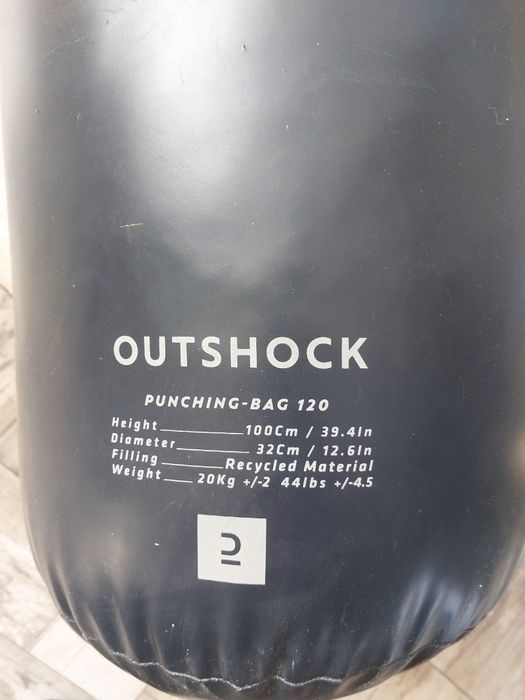 OUTSHOCK
PUNCHING-BAG 120
Height 100Cm / 39.4In
Diameter 32Cm / 12.6In
Filling Recycled Material
Weight 20Kg +/-2 44lbs +/-4.5